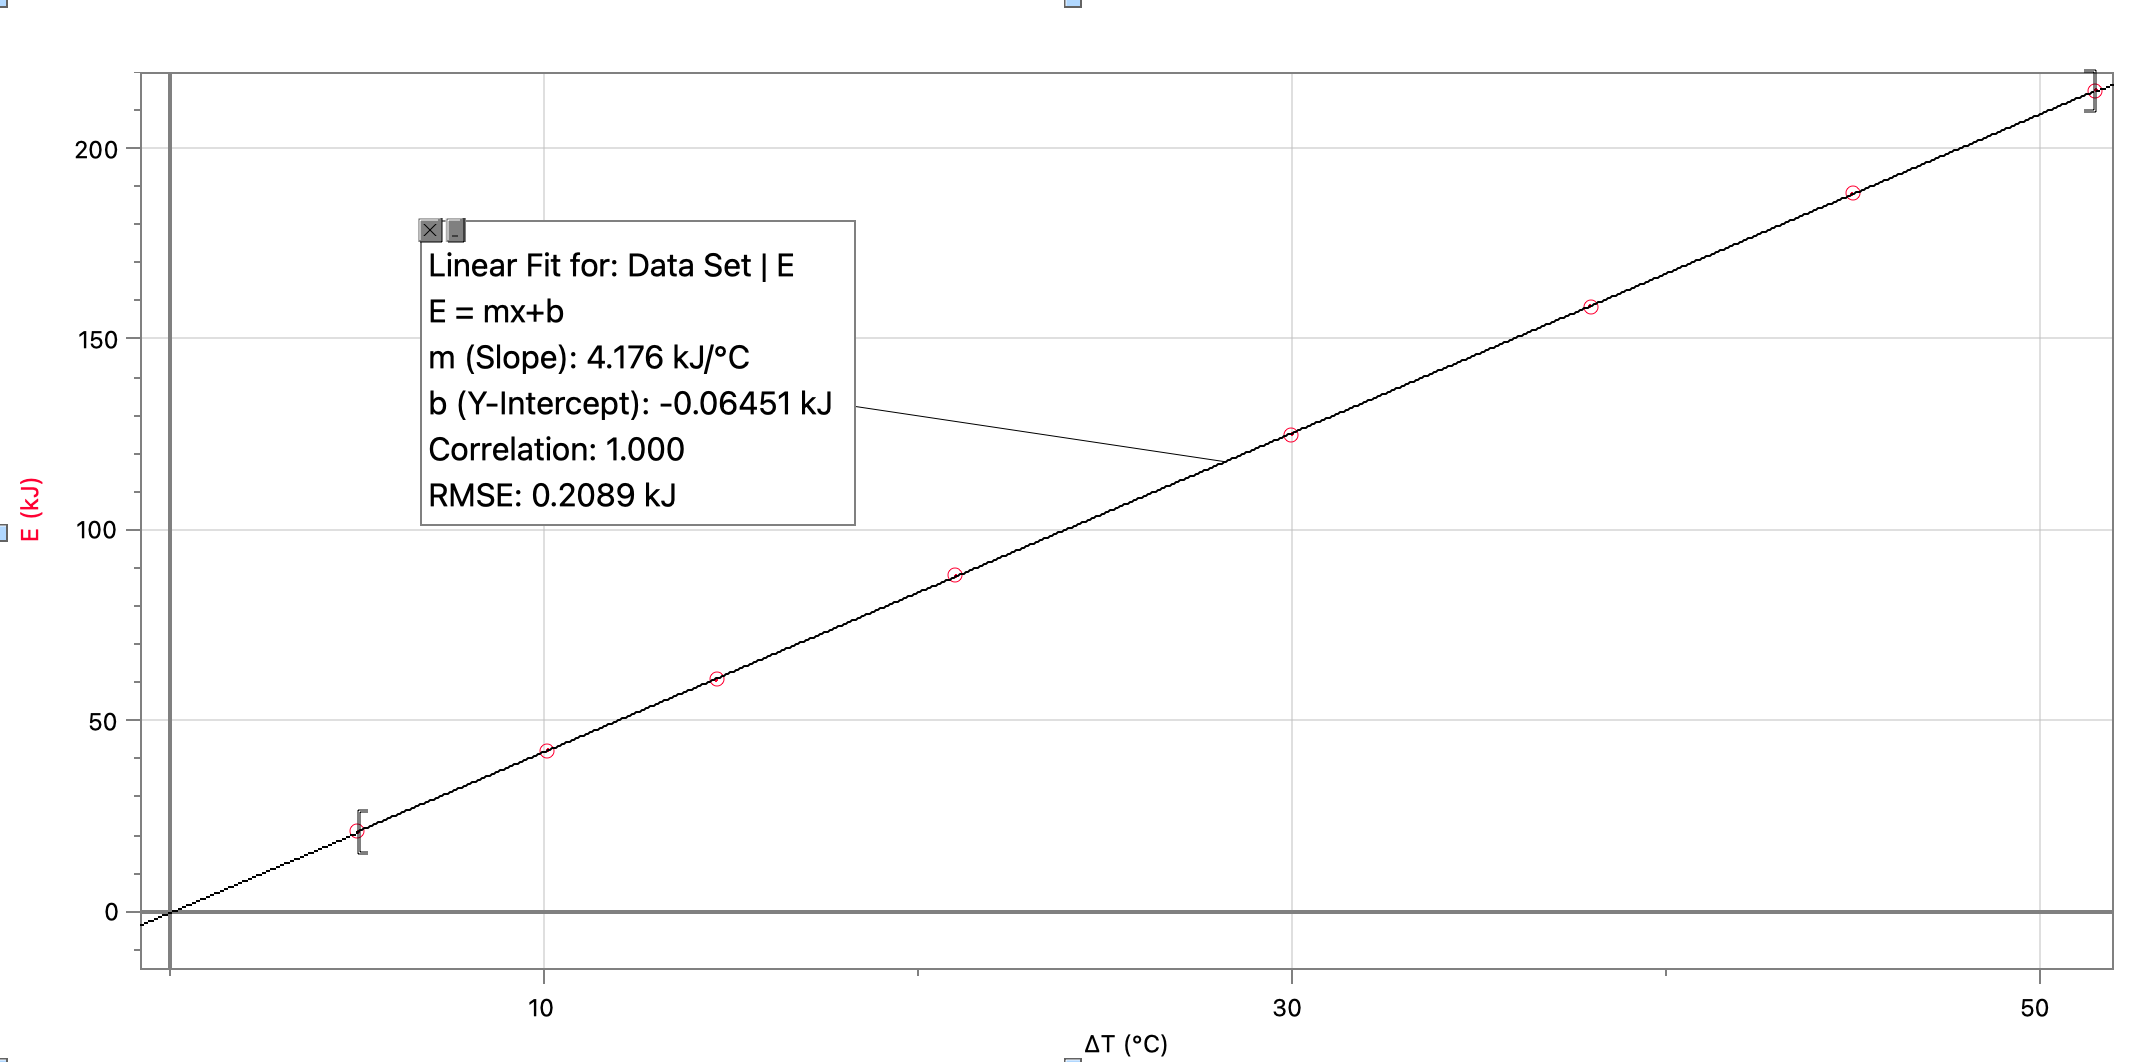 200
150
100
50
0
E (kJ)
Linear Fit for: Data Set | E
E = mx+b
m (Slope): 4.176 kJ/°C
b (Y-Intercept): -0.06451 kJ
Correlation: 1.000
RMSE: 0.2089 kJ
10
30
50
ΔT (°C)